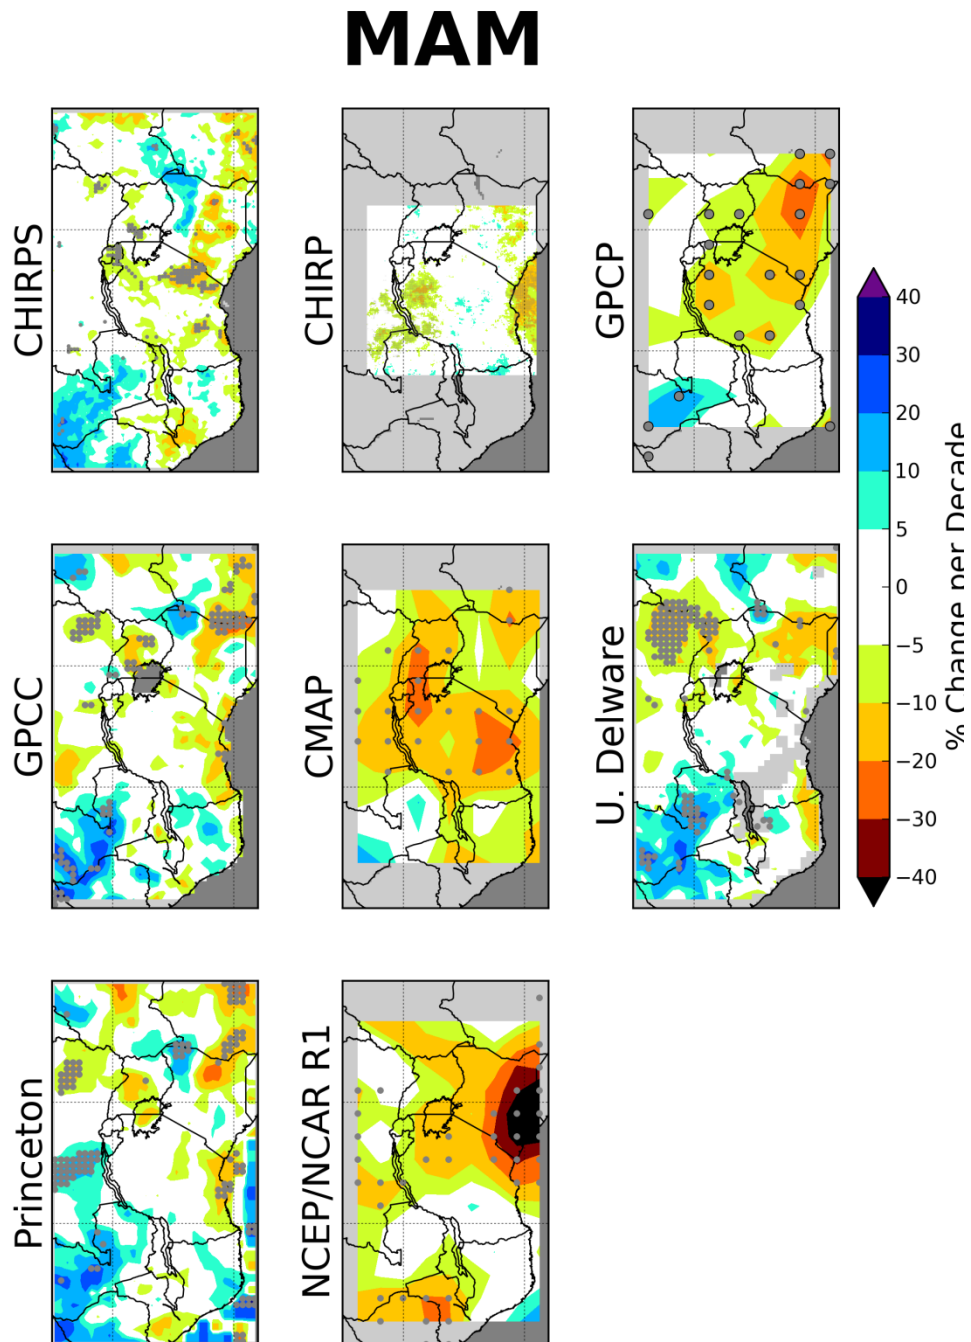 MAM
CHIRPS
CHIRP
GPCP
GPCC
CMAP
U. Delware
Princeton
NCEP/NCAR R1
40
30
20
10
5
0
−5
−10
−20
−30
−40
% Change per Decade